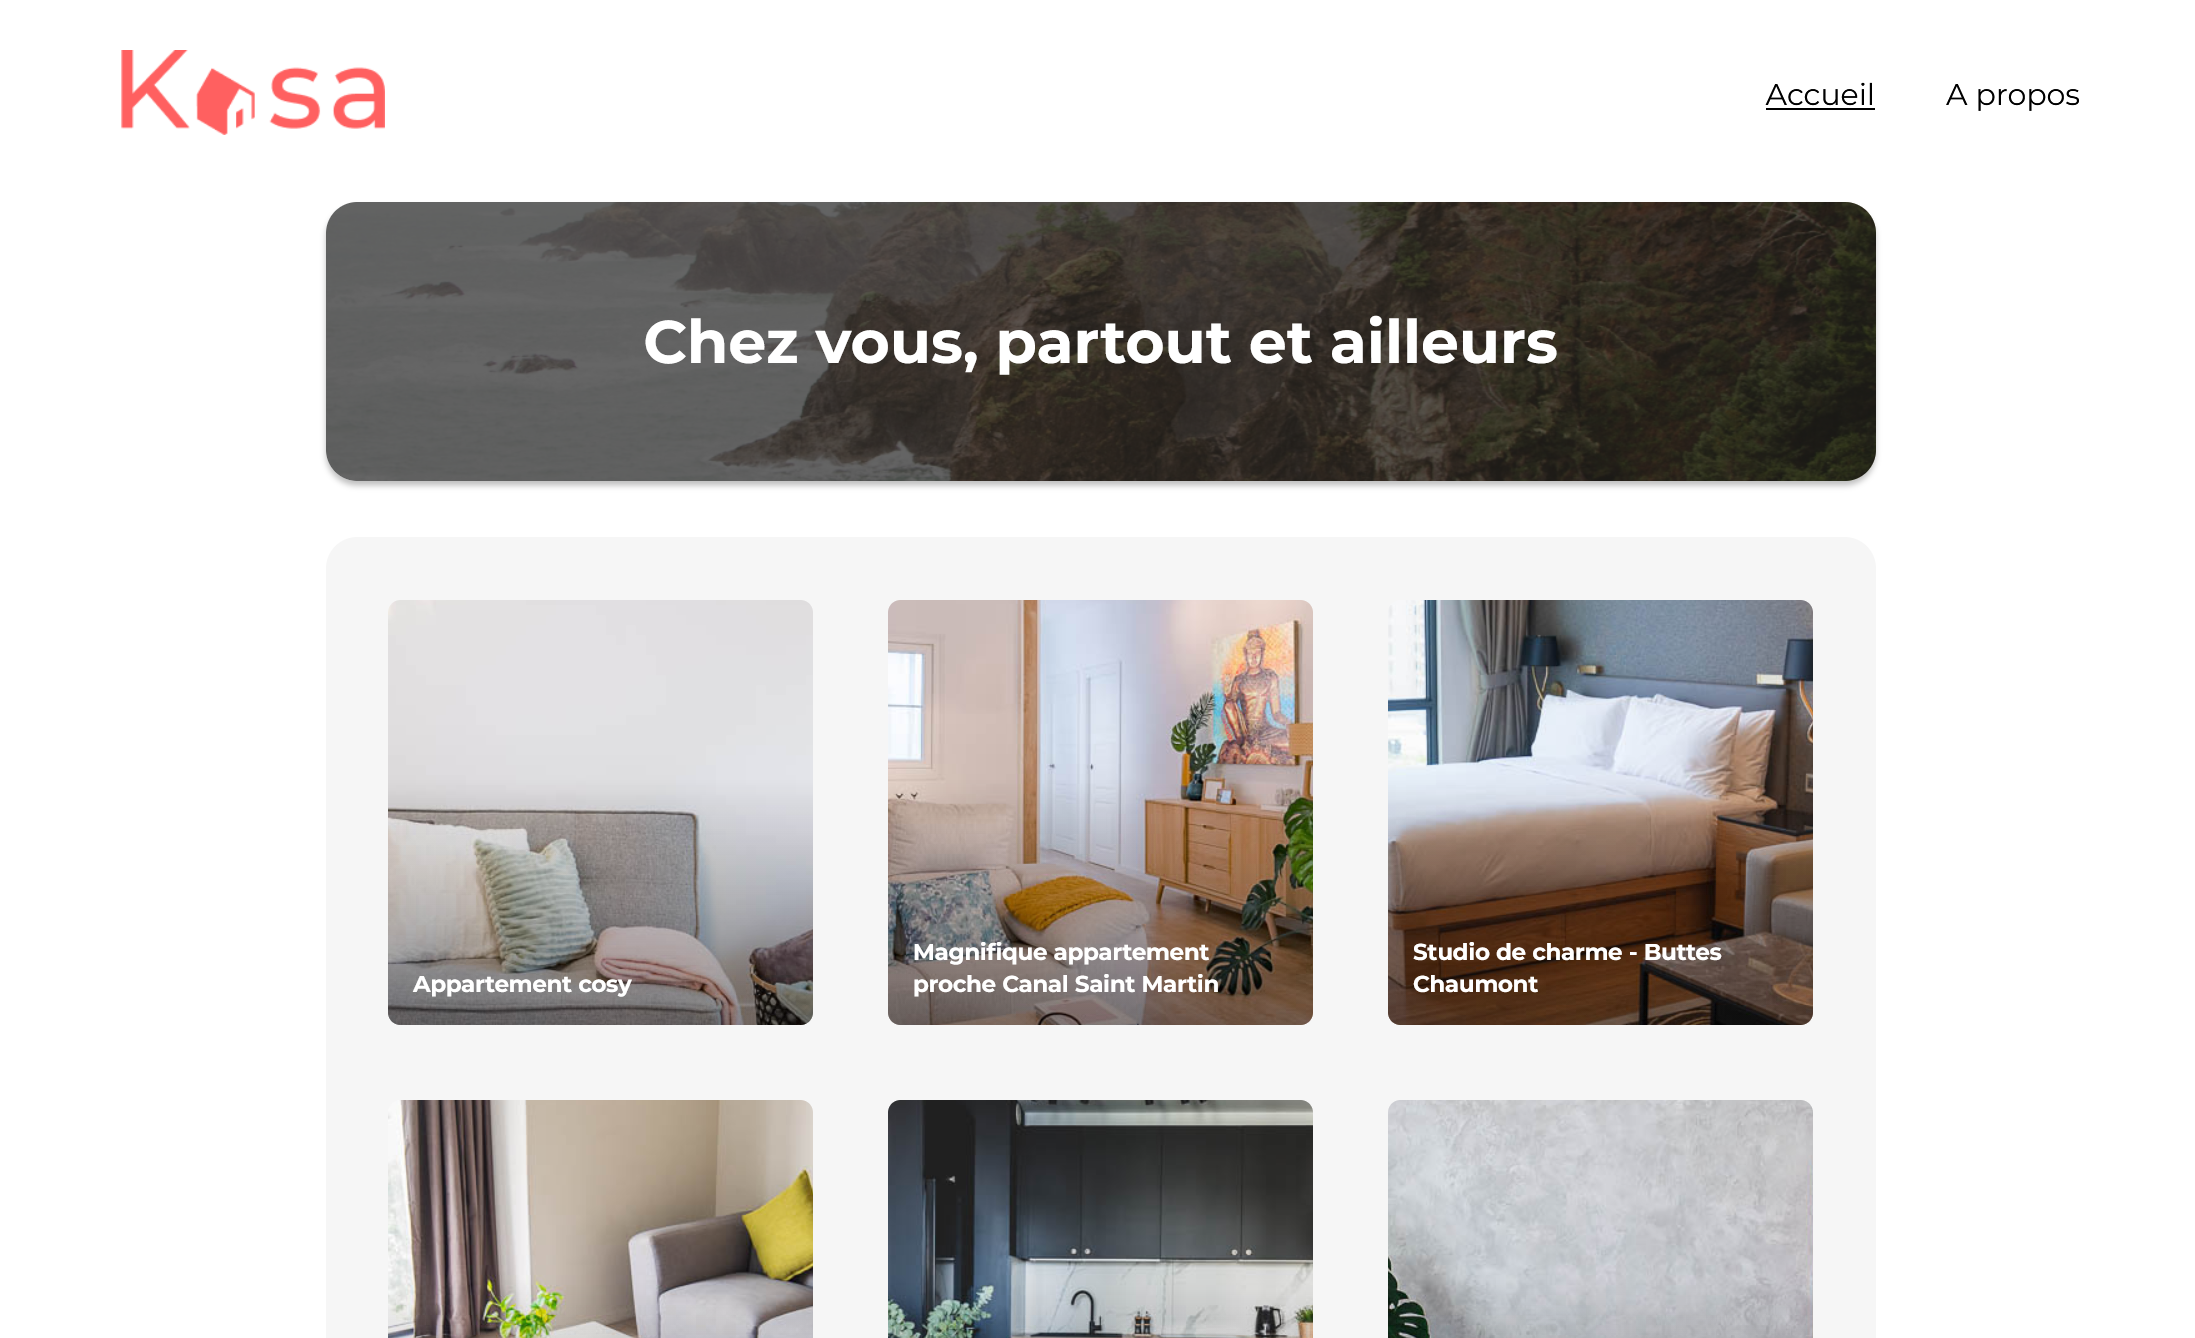 Kasa
Accueil
A propos
Chez vous, partout et ailleurs
Appartement cosy
Magnifique appartement
proche Canal Saint Martin
Studio de charme - Buttes
Chaumont